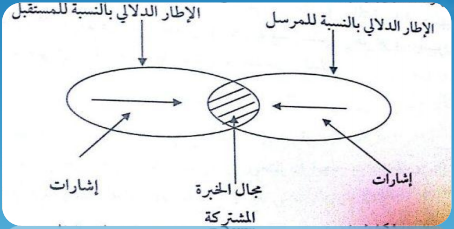 الإطار الدلالي بالنسبة للمرسل
الإطار الدلالي بالنسبة للمستقبل
إشارات
مجال الخبرة
المشتركة
إشارات